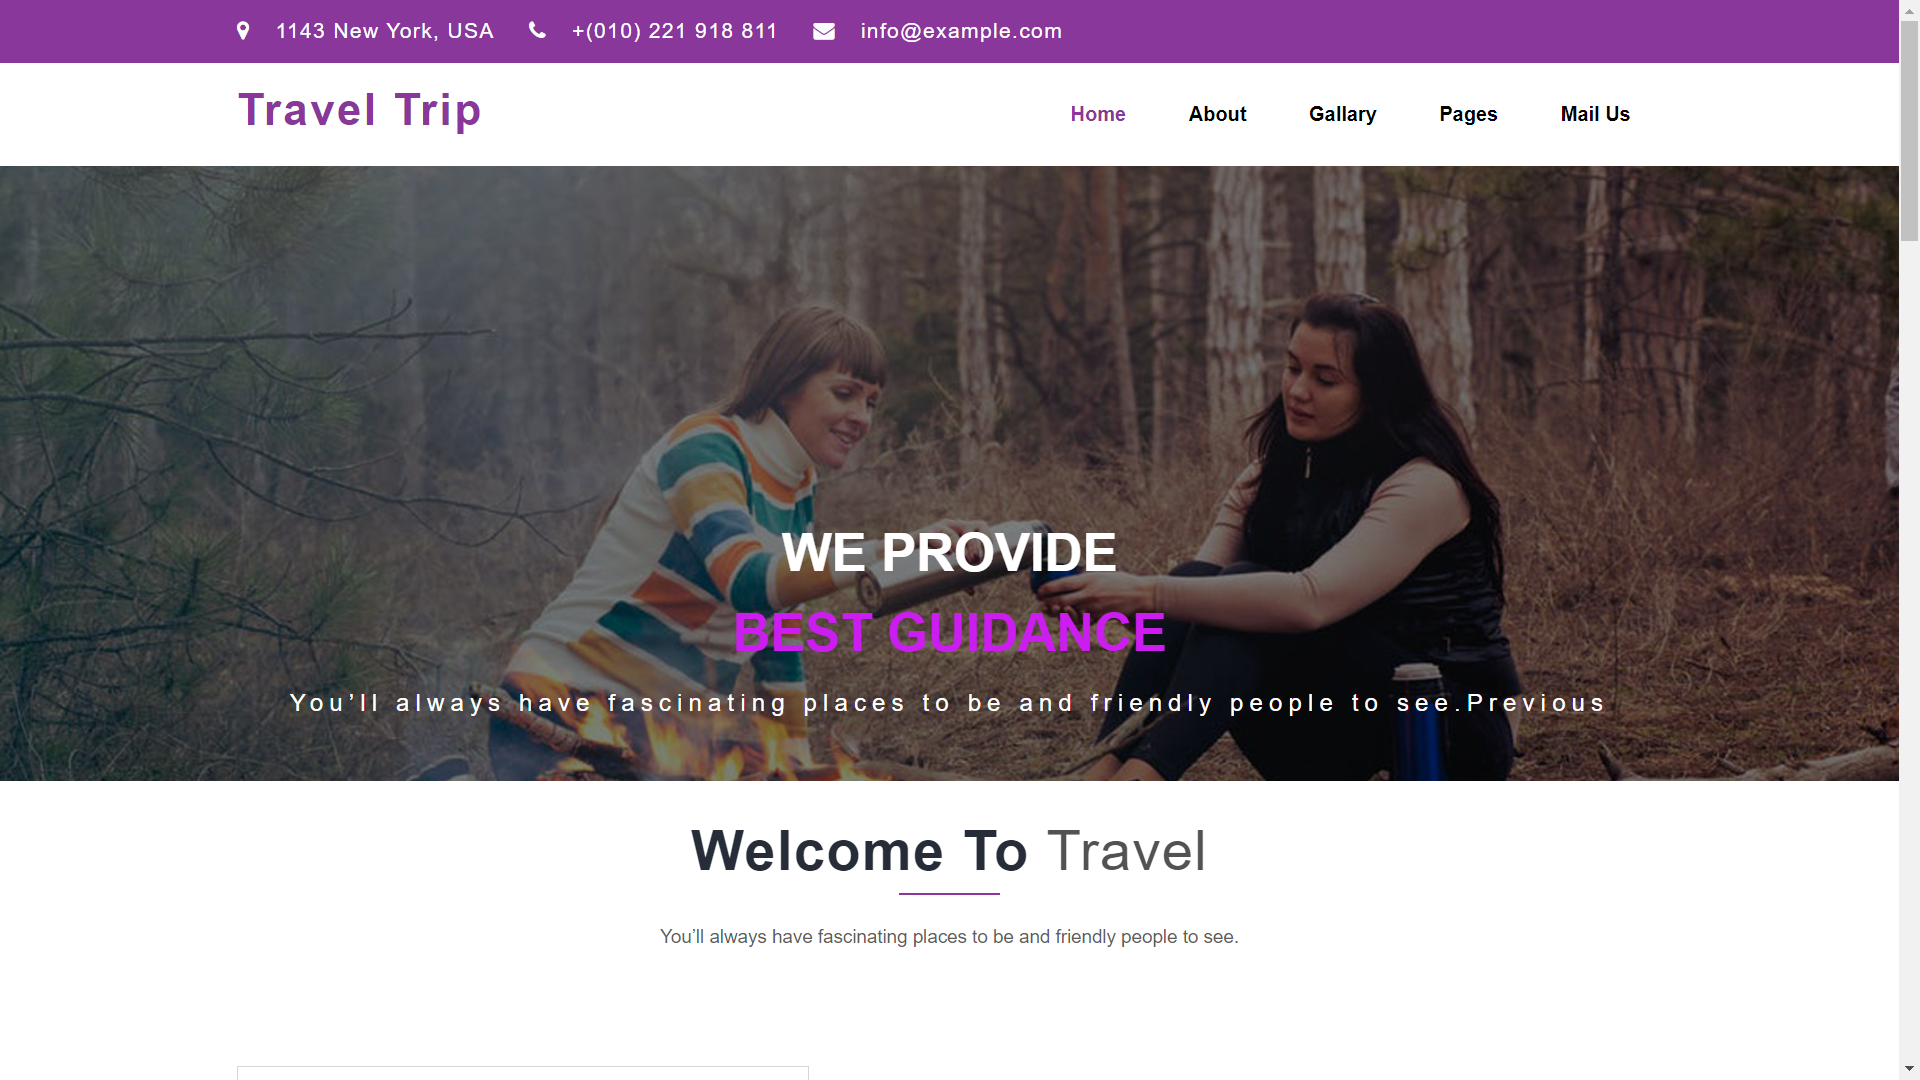 1143 New York, USA +(010) 221 918 811 info@example.com
Travel Trip
Home About Gallary Pages Mail Us
WE PROVIDE
BEST GUIDANCE
You’ll always have fascinating places to be and friendly people to see.Previous
Welcome To Travel
You’ll always have fascinating places to be and friendly people to see.